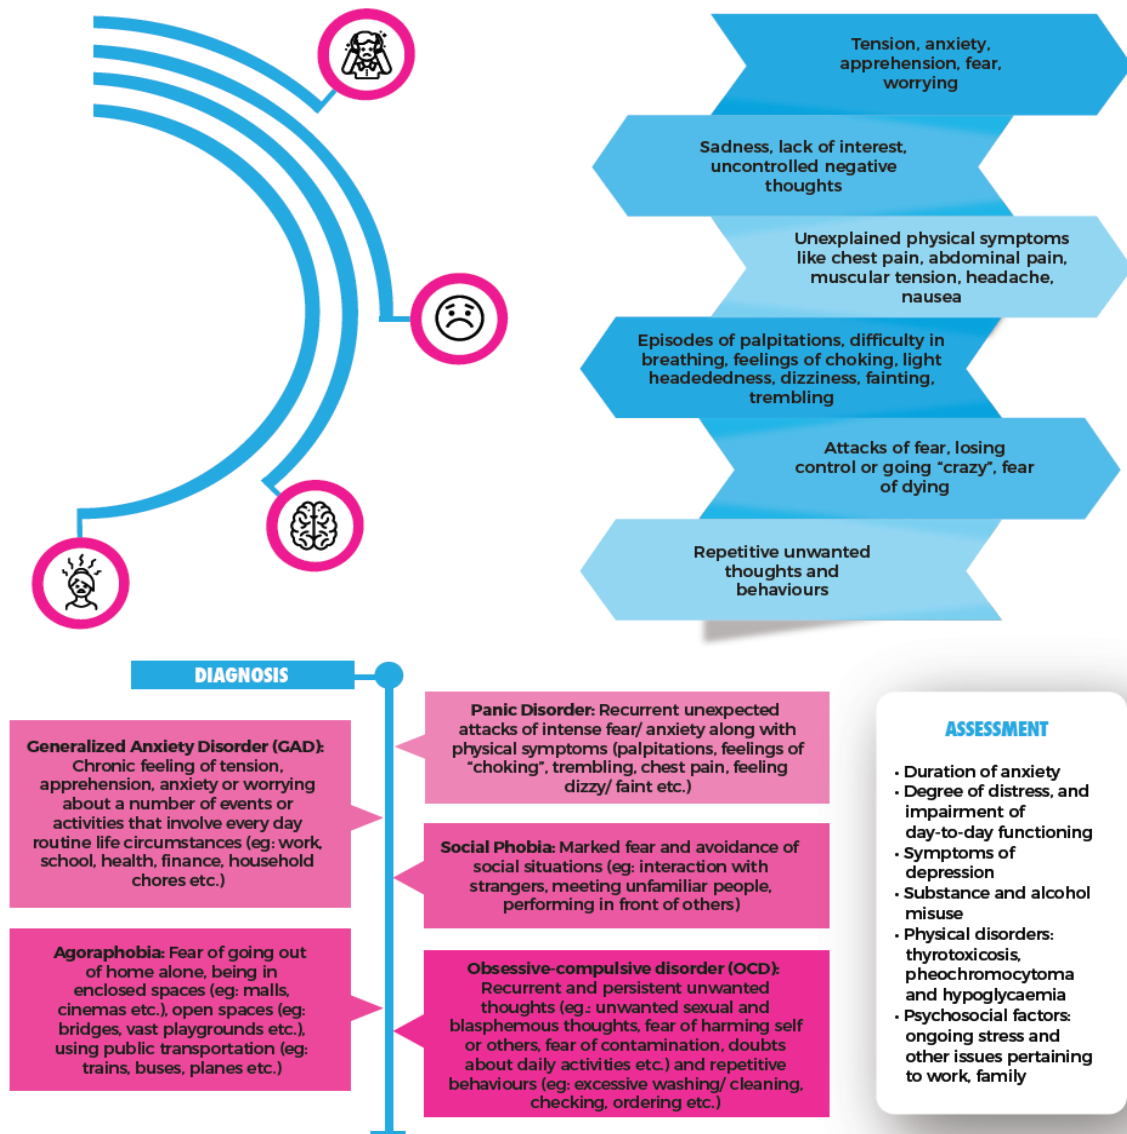 Tension, anxiety,
apprehension, fear,
worrying
Sadness, lack of interest,
uncontrolled negative
thoughts
Unexplained physical symptoms
like chest pain, abdominal pain,
muscular tension, headache,
nausea
Episodes of palpitations, difficulty in
breathing, feelings of choking, light
headededness, dizziness, fainting,
trembling
Attacks of fear, losing
control or going “crazy”, fear
of dying
Repetitive unwanted
thoughts and
behaviours
DIAGNOSIS
Generalized Anxiety Disorder (GAD):
Chronic feeling of tension,
apprehension, anxiety or worrying
about a number of events or
activities that involve every day
routine life circumstances (eg: work,
school, health, finance, household
chores etc.)
Panic Disorder: Recurrent unexpected
attacks of intense fear/ anxiety along with
physical symptoms (palpitations, feelings of
“choking”, trembling, chest pain, feeling
dizzy/ faint etc.)
Social Phobia: Marked fear and avoidance of
social situations (eg: interaction with
strangers, meeting unfamiliar people,
performing in front of others)
Agoraphobia: Fear of going out
of home alone, being in
enclosed spaces (eg: malls,
cinemas etc.), open spaces (eg:
bridges, vast playgrounds etc.),
using public transportation (eg:
trains, buses, planes etc.)
Obsessive-compulsive disorder (OCD):
Recurrent and persistent unwanted
thoughts (eg.: unwanted sexual and
blasphemous thoughts, fear of harming self
or others, fear of contamination, doubts
about daily activities etc.) and repetitive
behaviours (eg: excessive washing/ cleaning,
checking, ordering etc.)
ASSESSMENT
• Duration of anxiety
• Degree of distress, and
impairment of
day-to-day functioning
• Symptoms of
depression
• Substance and alcohol
misuse
• Physical disorders:
thyrotoxicosis,
pheochromocytoma
and hypoglycaemia
• Psychosocial factors:
ongoing stress and
other issues pertaining
to work, family